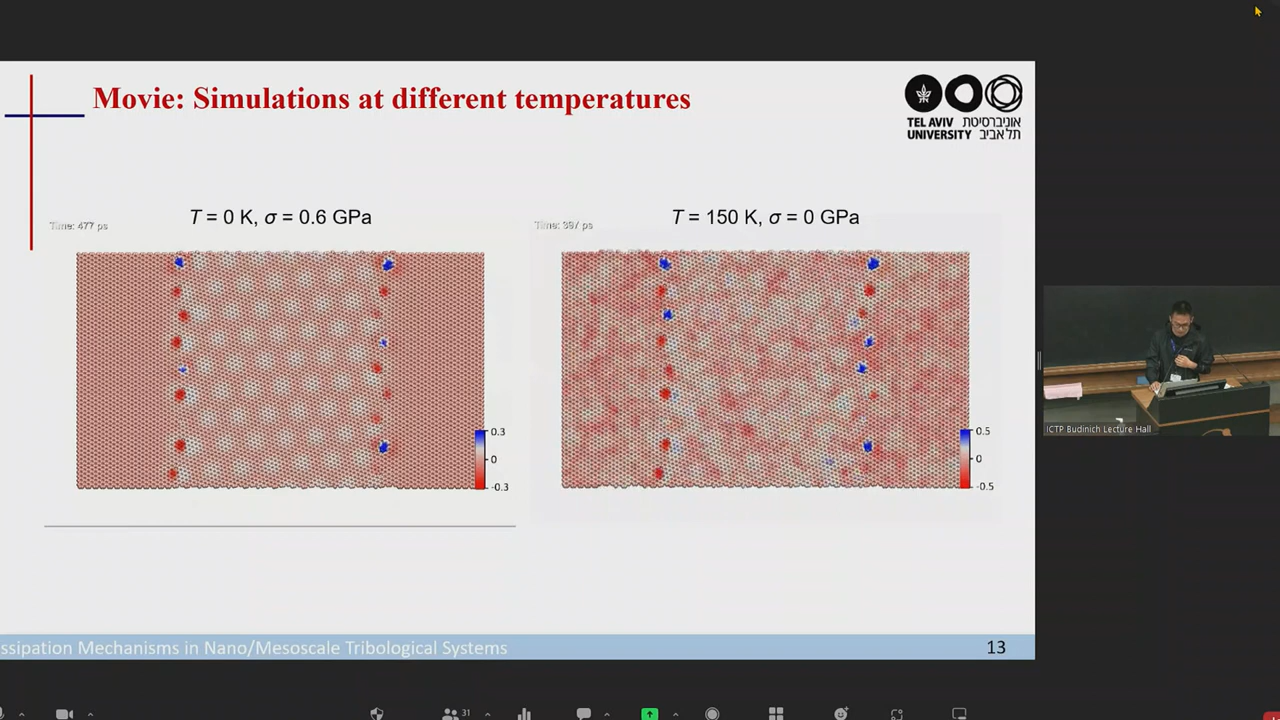 Movie: Simulations at different temperatures
TEL AVIV אוניברסיטת
UNIVERSITY תל אביב
T = 0 K, σ = 0.6 GPa
Time: 477 ps
T = 150 K, σ = 0 GPa
Time: 397 ps
0.3
0
-0.3
0.5
0
-0.5
ICTP Budinich Lecture Hall
ssipation Mechanisms in Nano/Mesoscale Tribological Systems
13
31